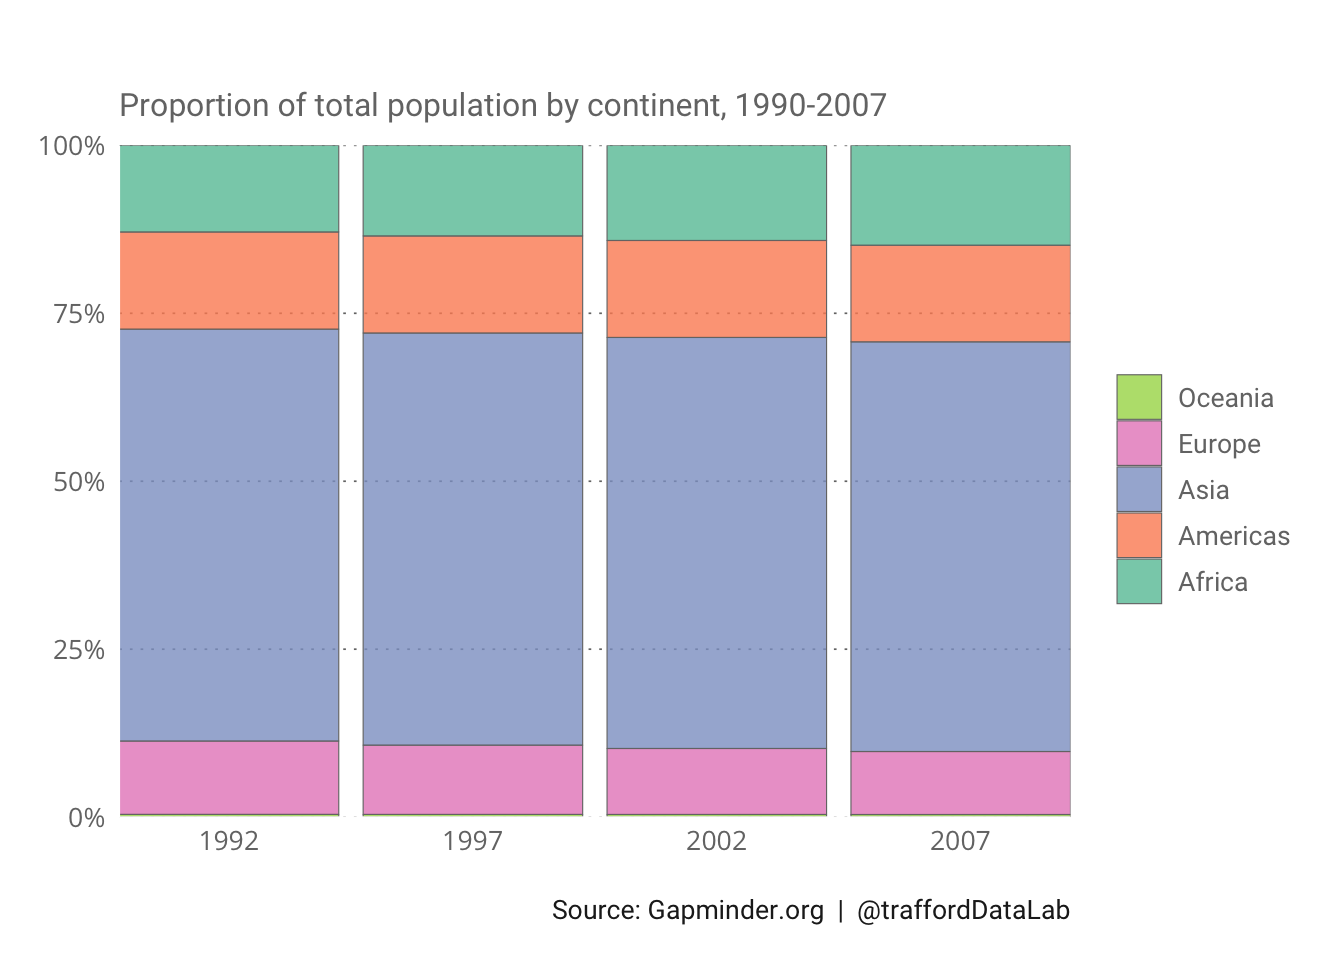 Proportion of total population by continent, 1990-2007
100%
75%
50%
25%
0%
1992 1997 2002 2007
Oceania
Europe
Asia
Americas
Africa
Source: Gapminder.org | @traffordDataLab